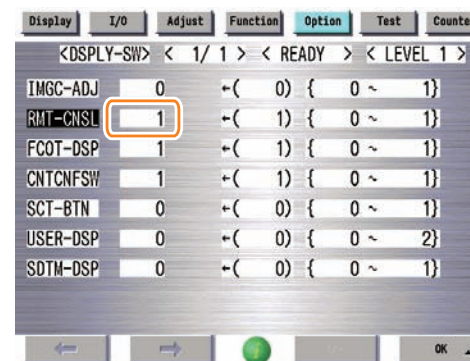 Display I/O Adjust Function Option Test Counte
<DSPLY-SW> < 1/ 1 > < READY > < LEVEL 1 >
IMGC-ADJ 0 ←( 0) { 0 ~ 1}
RMT-CNSL 1 ←( 1) { 0 ~ 1}
FCOT-DSP 1 ←( 1) { 0 ~ 1}
CNTCNFSW 1 ←( 1) { 0 ~ 1}
SCT-BTN 0 ←( 0) { 0 ~ 1}
USER-DSP 0 ←( 0) { 0 ~ 2}
SDTM-DSP 0 ←( 0) { 0 ~ 1}
OK